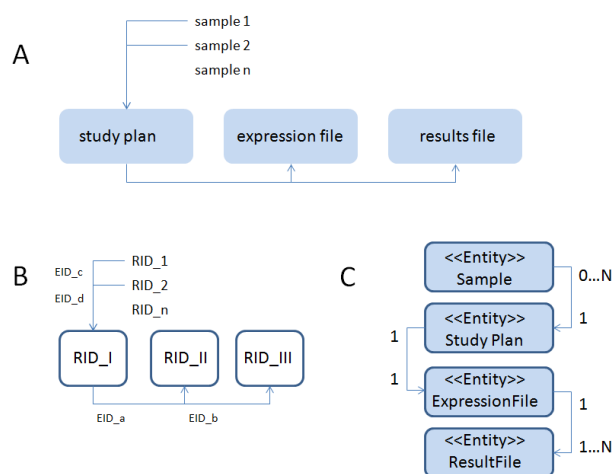 A
sample 1
sample 2
sample n
study plan
expression file
results file
B
EID_c
EID_d
RID_1
RID_2
RID_n
RID_I
RID_II
RID_III
EID_a
EID_b
C
<<Entity>>
Sample
0...N
1
<<Entity>>
Study Plan
1
1
<<Entity>>
ExpressionFile
1
1...N
<<Entity>>
ResultFile